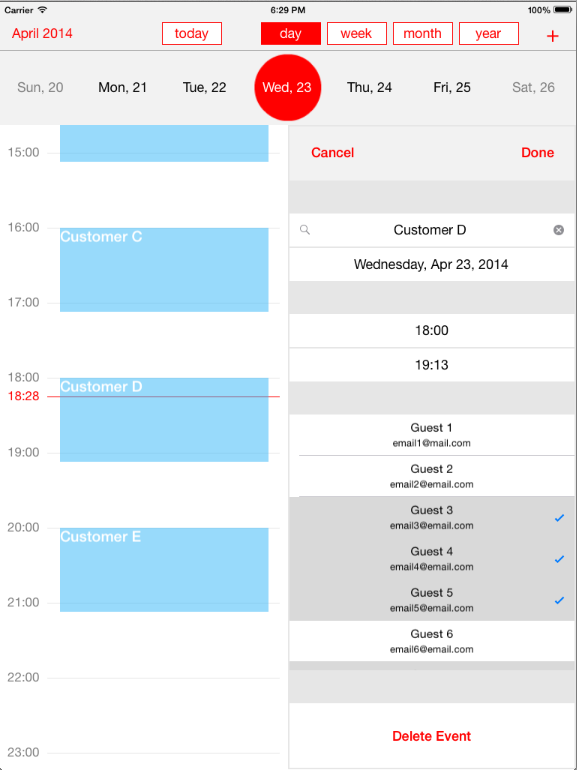 Carrier 6:29 PM 100%
April 2014 today day week month year +
Sun, 20 Mon, 21 Tue, 22 Wed, 23 Thu, 24 Fri, 25 Sat, 26
15:00
16:00
Customer C
17:00
18:00
Customer D
18:28
19:00
20:00
Customer E
21:00
22:00
23:00
Cancel Done
Customer D
Wednesday, Apr 23, 2014
18:00
19:13
Guest 1
email1@mail.com
Guest 2
email2@email.com
Guest 3
email3@email.com
Guest 4
email4@email.com
Guest 5
email5@email.com
Guest 6
email6@email.com
Delete Event